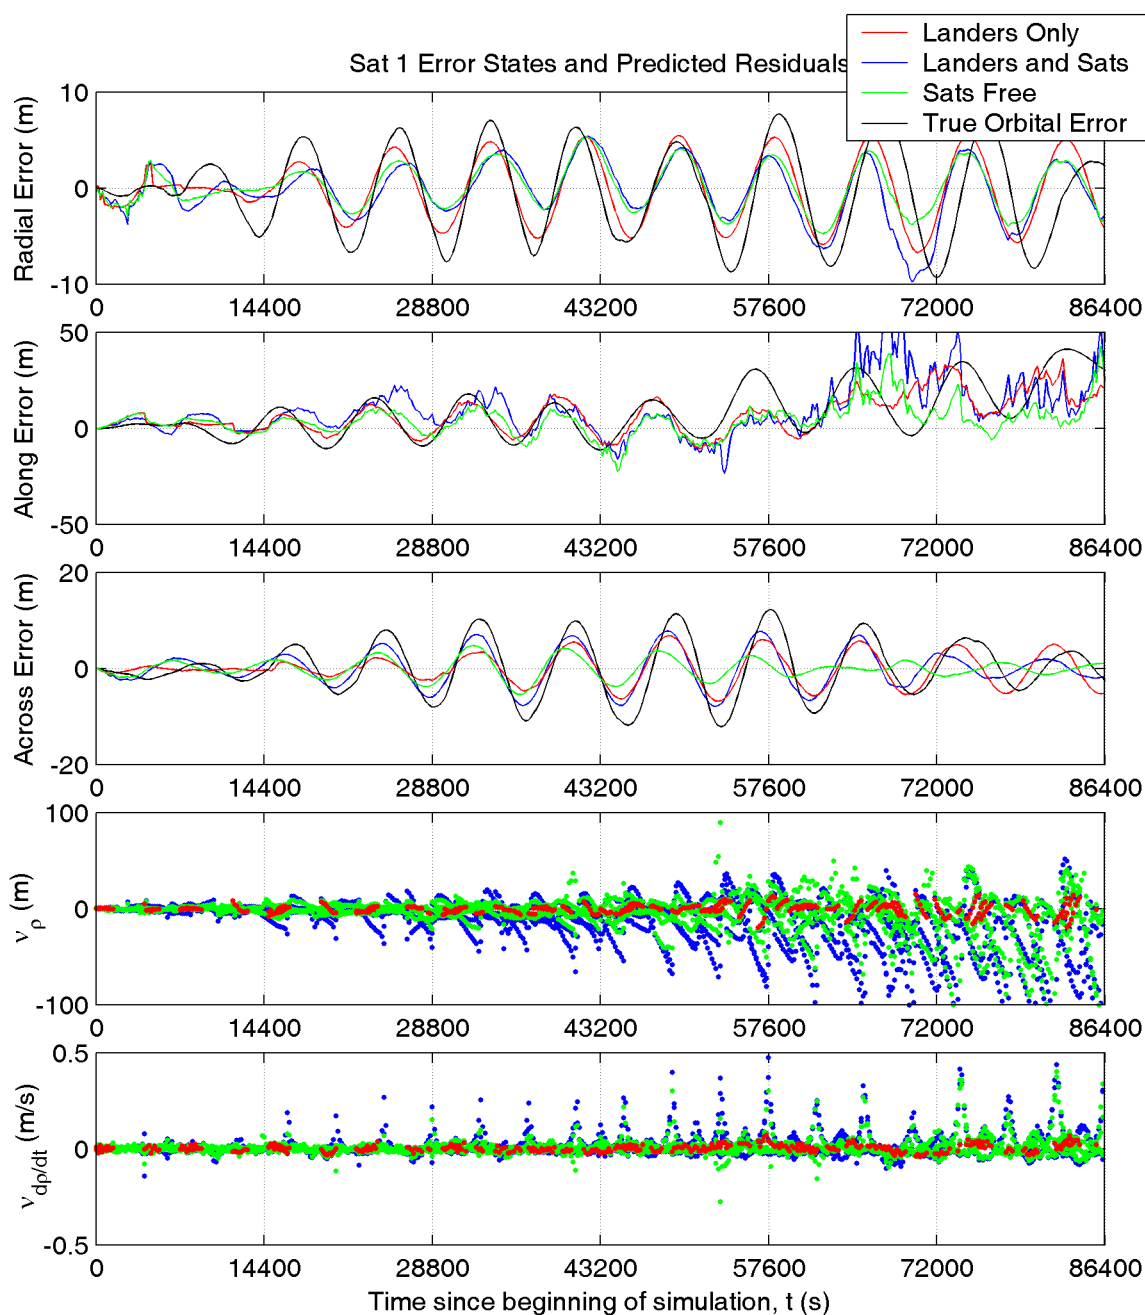 Sat 1 Error States and Predicted Residuals
Landers Only
Landers and Sats
Sats Free
True Orbital Error
Radial Error (m)
10
0
-10
0 14400 28800 43200 57600 72000 86400
Along Error (m)
50
0
-50
0 14400 28800 43200 57600 72000 86400
Across Error (m)
20
0
-20
0 14400 28800 43200 57600 72000 86400
νρ (m)
100
0
-100
0 14400 28800 43200 57600 72000 86400
νdρ/dt (m/s)
0.5
0
-0.5
0 14400 28800 43200 57600 72000 86400
Time since beginning of simulation, t (s)